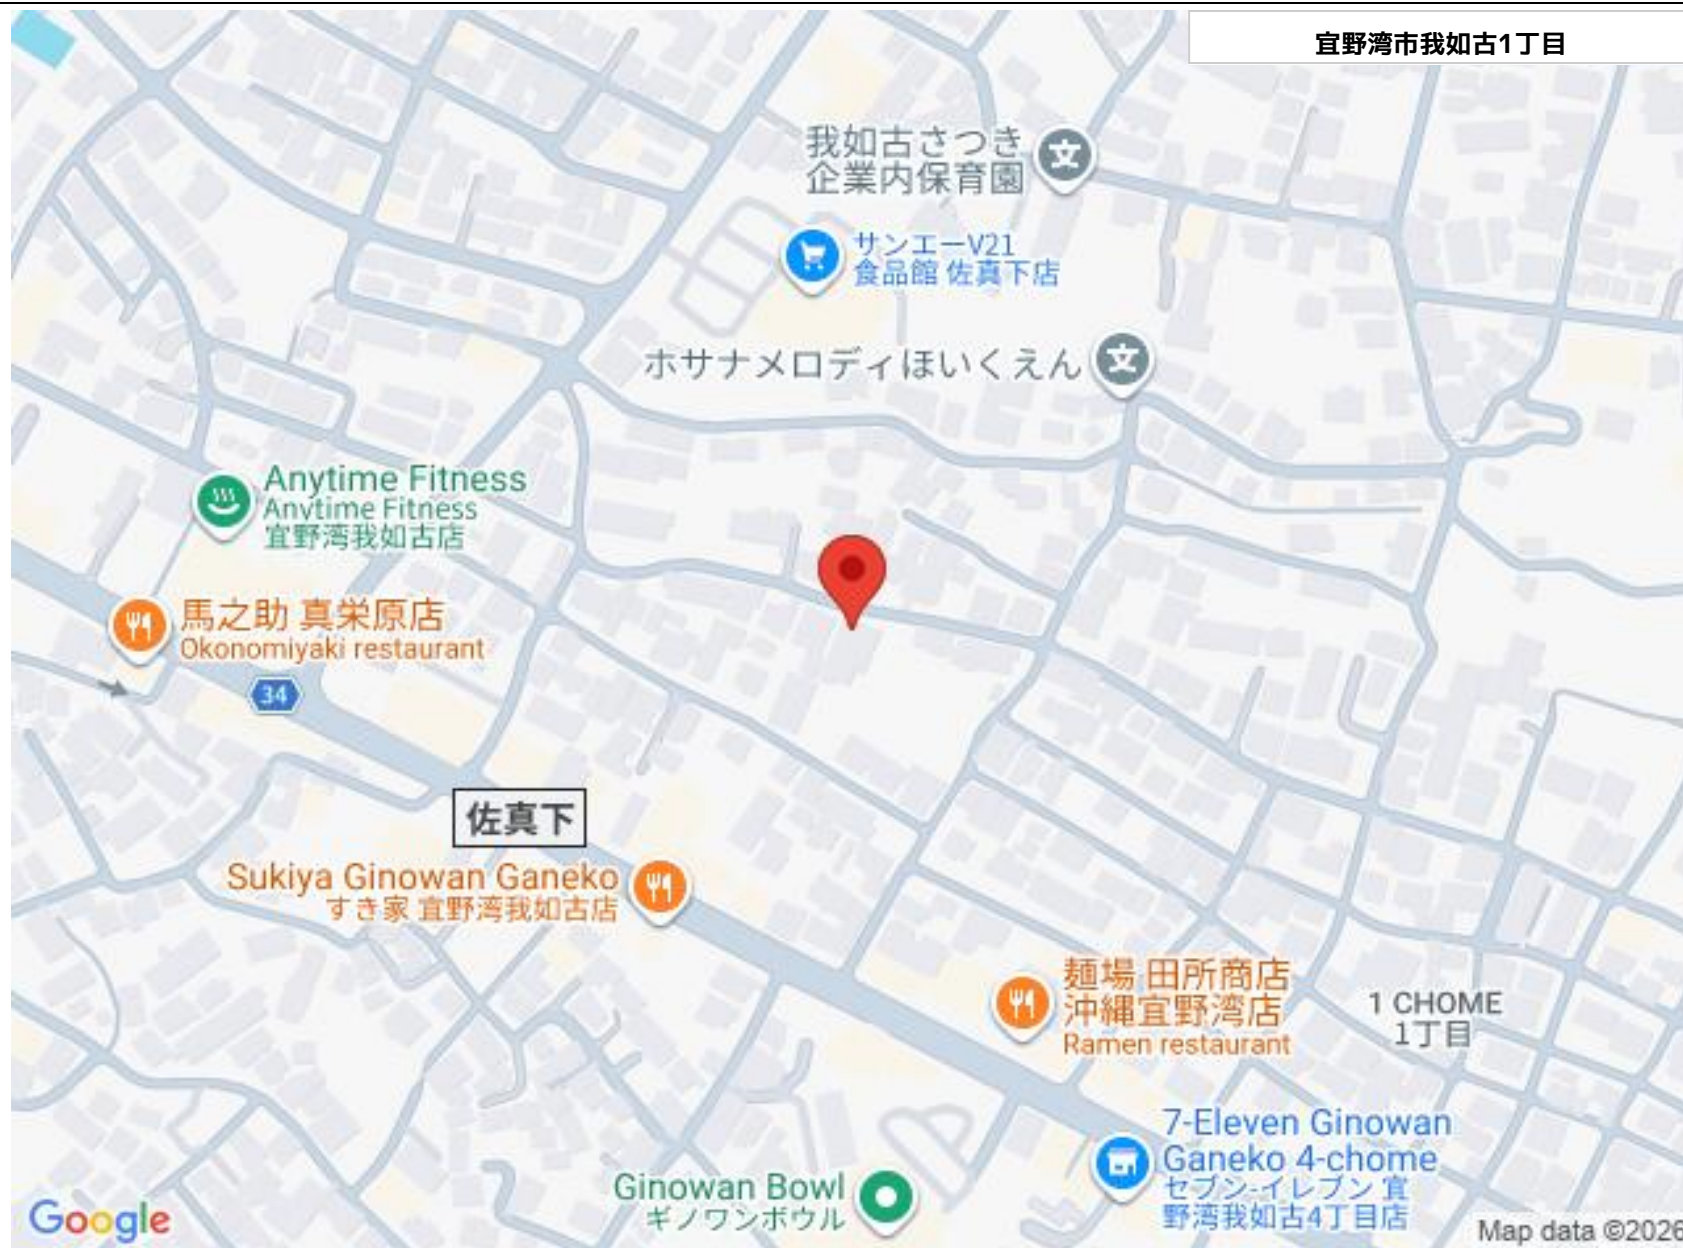 宜野湾市我如古1丁目
我如古さつき
企業内保育園
サンエーV21
食品館 佐真下店
ホサナメロディほいくえん
Anytime Fitness
Anytime Fitness
宜野湾我如古店
馬之助 真栄原店
Okonomiyaki restaurant
34
佐真下
Sukiya Ginowan Ganeko
すき家 宜野湾我如古店
麺場 田所商店
沖縄宜野湾店
Ramen restaurant
1 CHOME
1丁目
7-Eleven Ginowan
Ganeko 4-chome
セブン-イレブン 宜
野湾我如古4丁目店
Ginowan Bowl
ギノワンボウル
Google
Map data ©2026